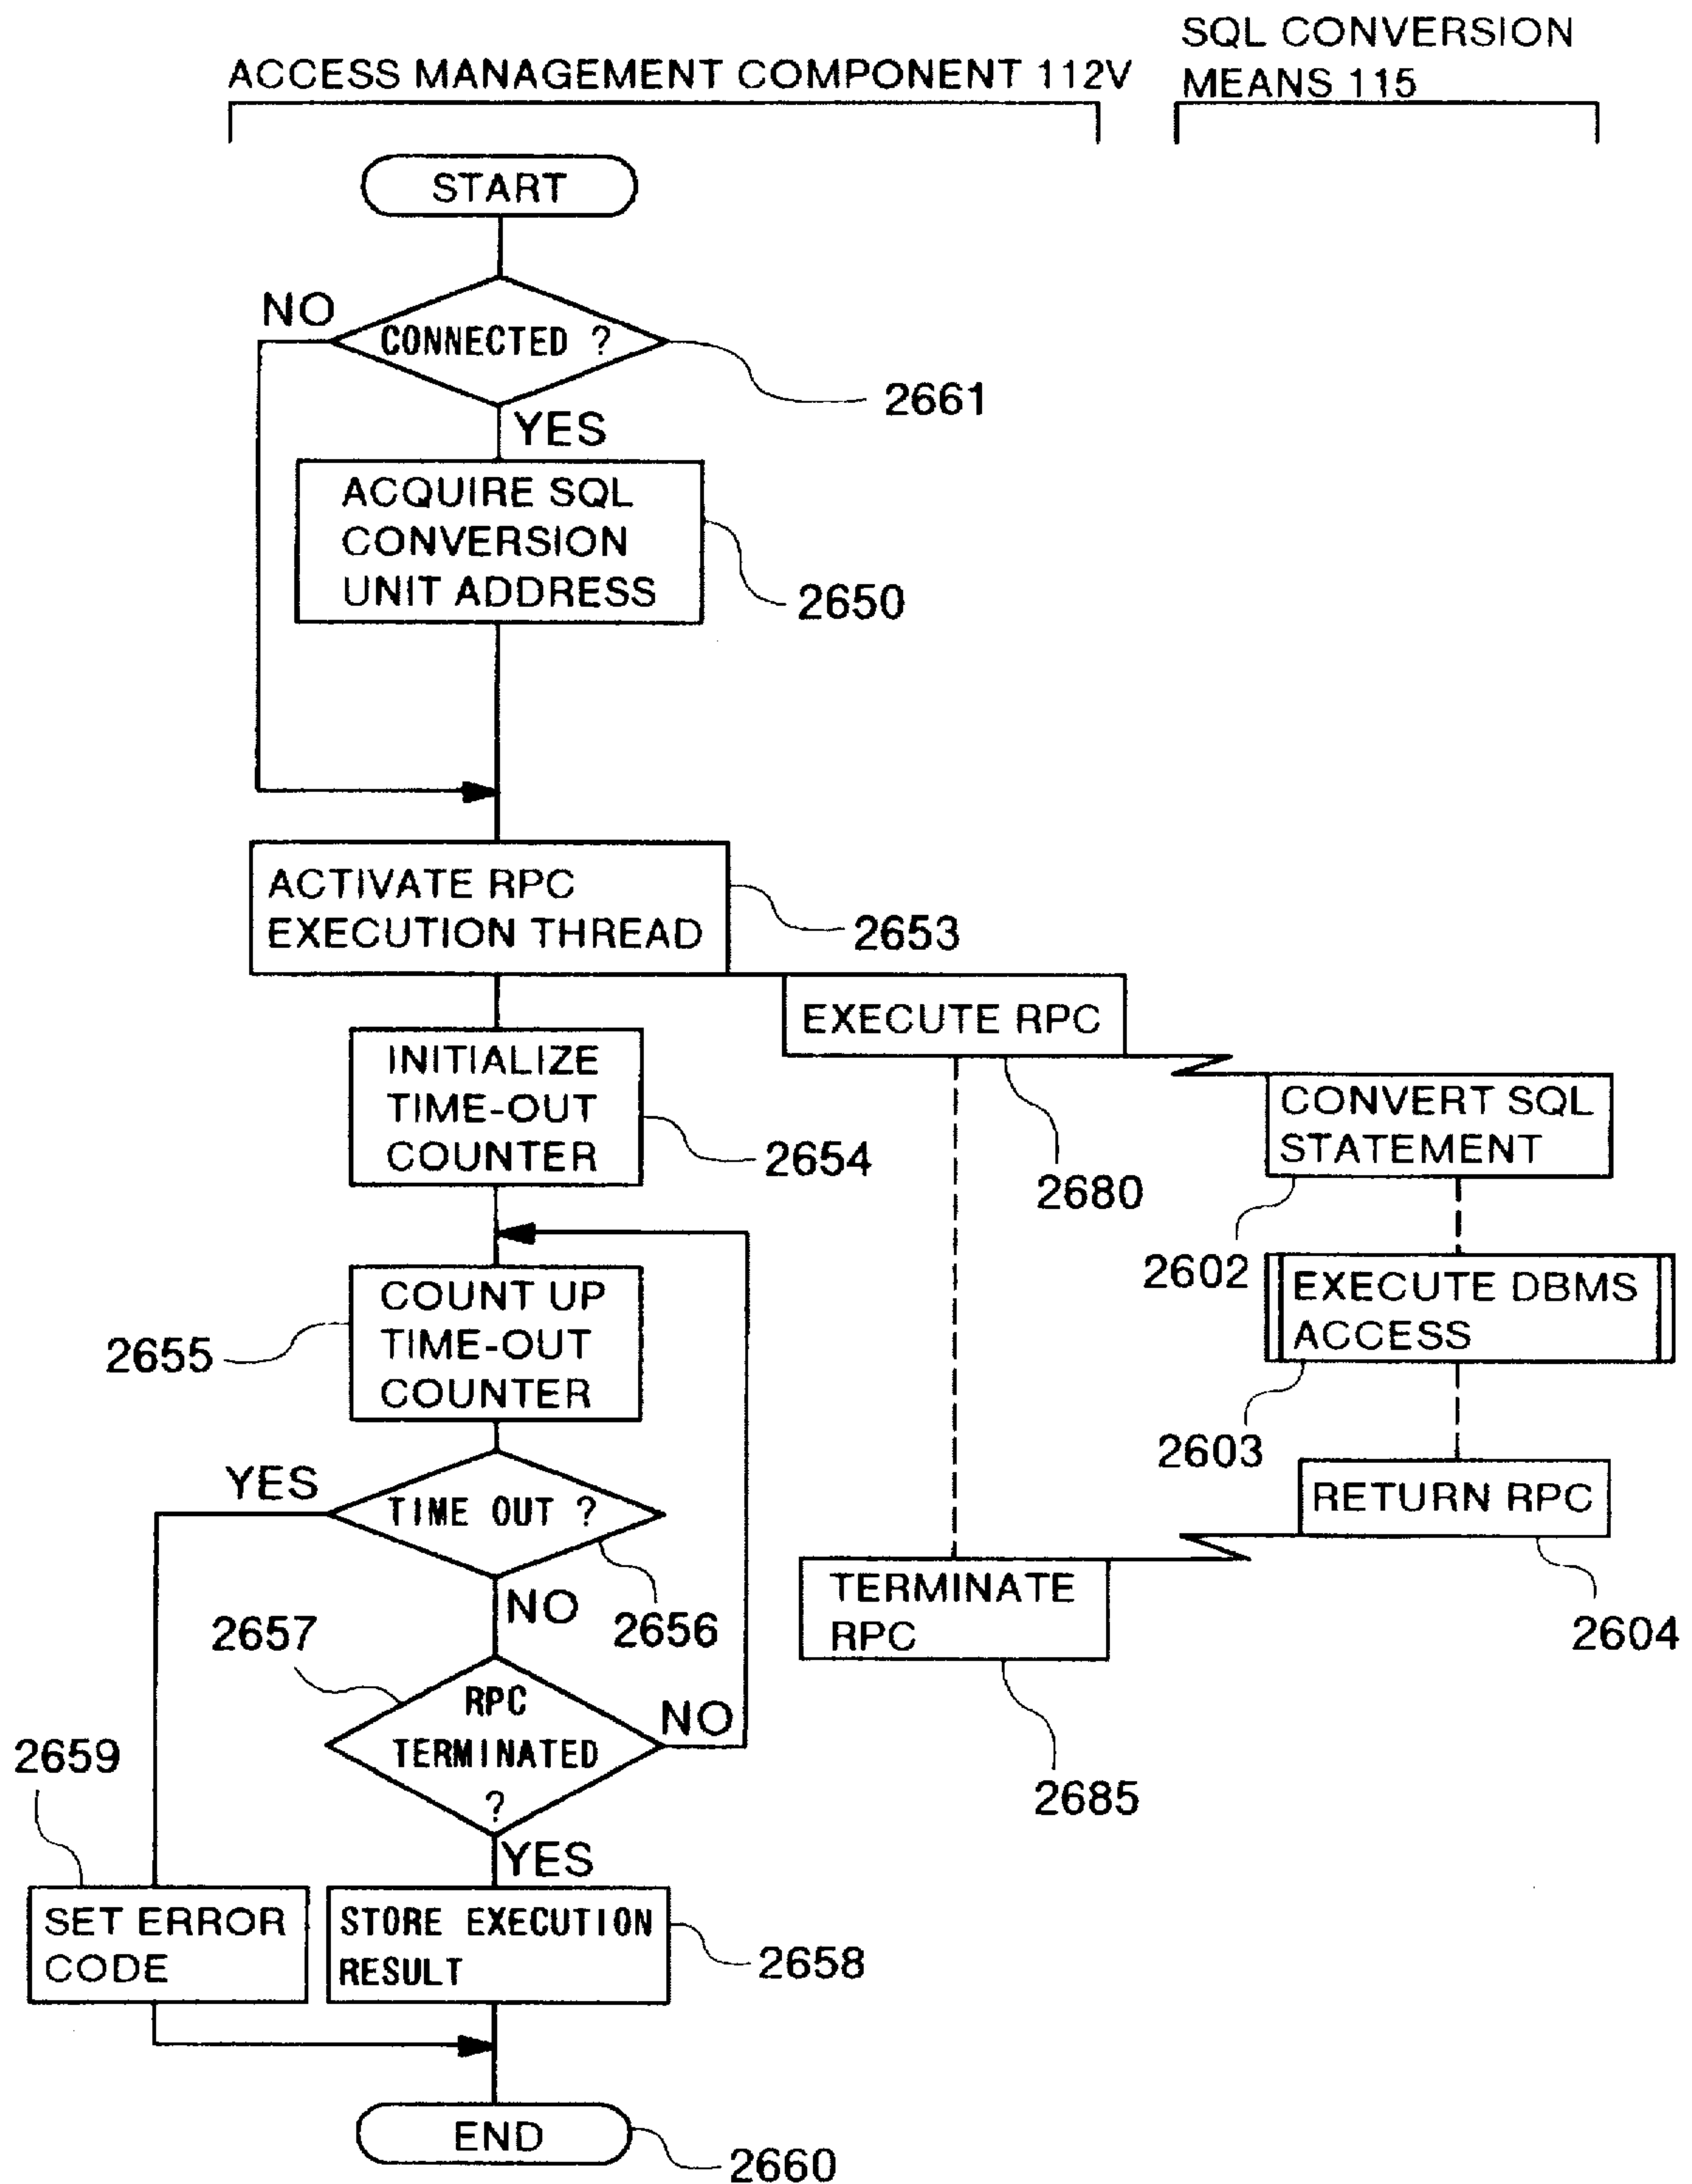 SQL CONVERSION
MEANS 115
ACCESS MANAGEMENT COMPONENT 112V
START
NO
CONNECTED ?
2661
YES
ACQUIRE SQL
CONVERSION
UNIT ADDRESS
2650
ACTIVATE RPC
EXECUTION THREAD
2653
EXECUTE RPC
2680
INITIALIZE
TIME-OUT
COUNTER
2654
CONVERT SQL
STATEMENT
2602
COUNT UP
TIME-OUT
COUNTER
2655
EXECUTE DBMS
ACCESS
2603
YES
TIME OUT ?
2656
NO
RETURN RPC
2604
TERMINATE
RPC
2685
2657
RPC
TERMINATED
?
NO
YES
2659
SET ERROR
CODE
STORE EXECUTION
RESULT
2658
END
2660